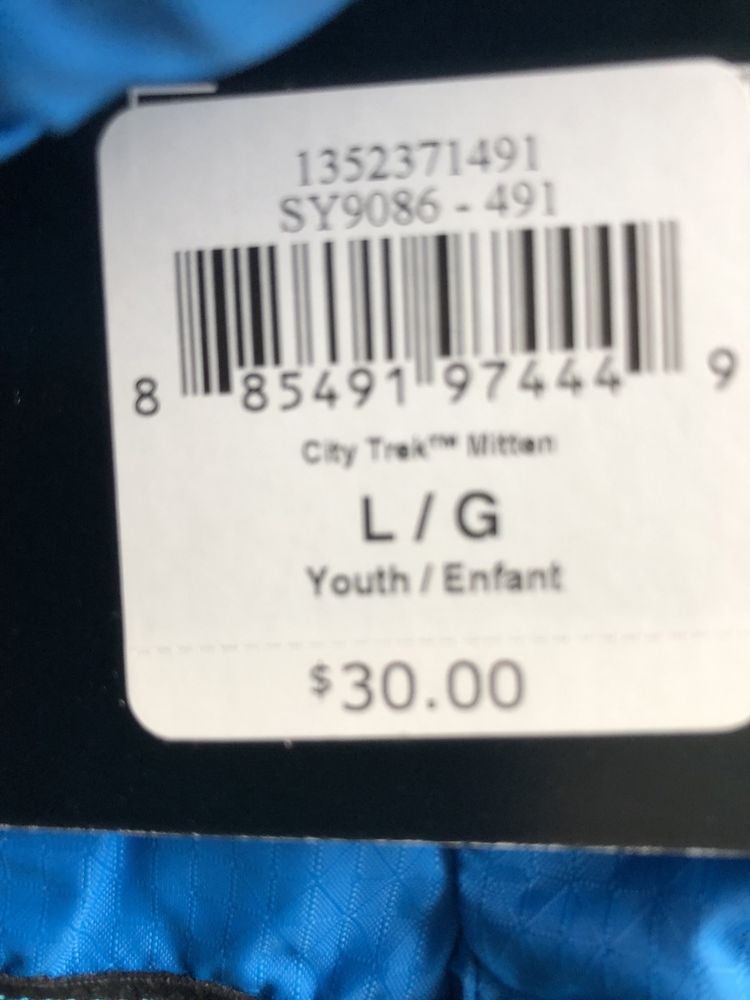 1352371491
SY9086 - 491
8 85491 97444 9
City Trek™ Mitten
L / G
Youth / Enfant
$30.00